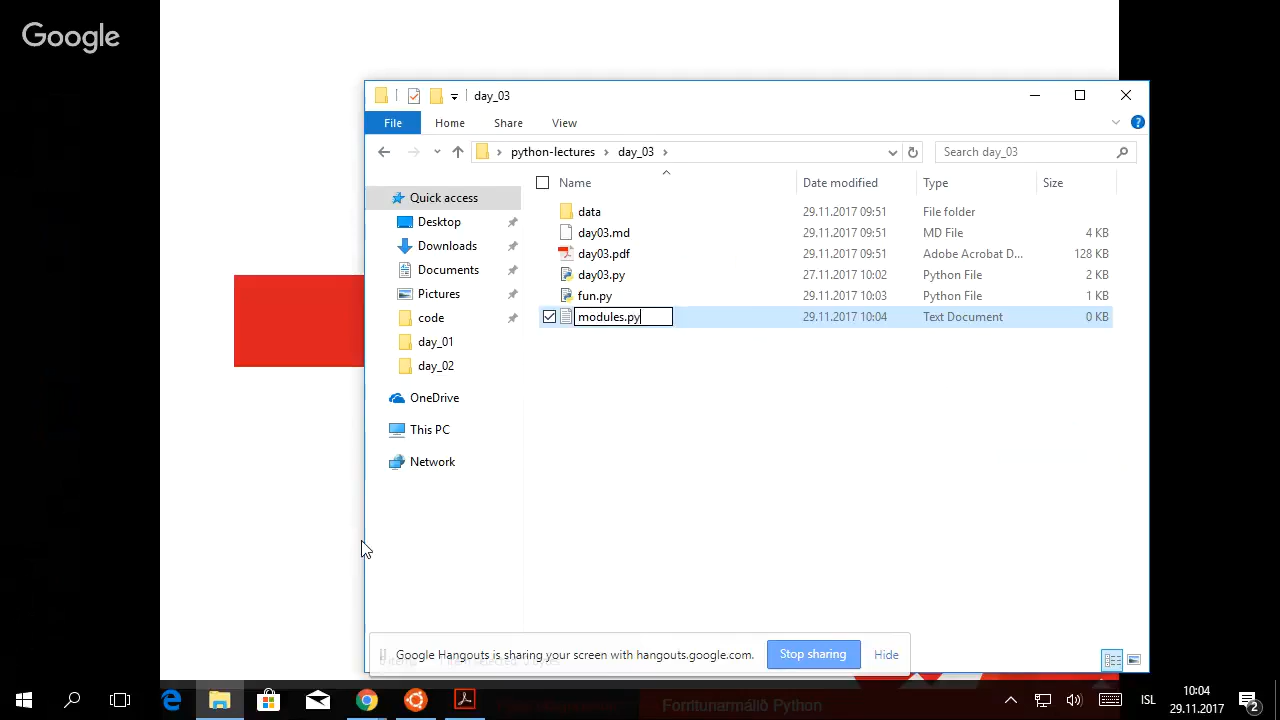 Google
day_03
File Home Share View
python-lectures day_03
Search day_03
Name Date modified Type Size
Quick access
Desktop
Downloads
Documents
Pictures
code
day_01
day_02
OneDrive
This PC
Network
data 29.11.2017 09:51 File folder
day03.md 29.11.2017 09:51 MD File 4 KB
day03.pdf 29.11.2017 09:51 Adobe Acrobat D... 128 KB
day03.py 27.11.2017 10:02 Python File 2 KB
fun.py 29.11.2017 10:03 Python File 1 KB
modules.py 29.11.2017 10:04 Text Document 0 KB
Google Hangouts is sharing your screen with hangouts.google.com. Stop sharing Hide
Forritunarmálið Python
ISL
10:04
29.11.2017
2